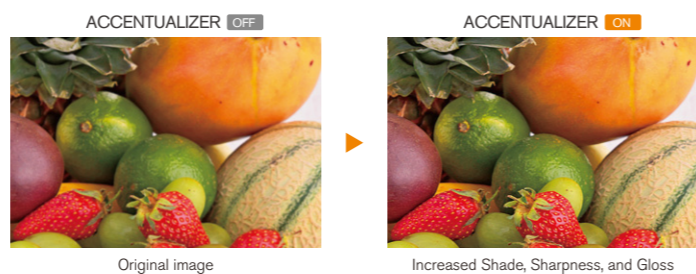 ACCENTUALIZER OFF
ACCENTUALIZER ON
Original image
Increased Shade, Sharpness, and Gloss